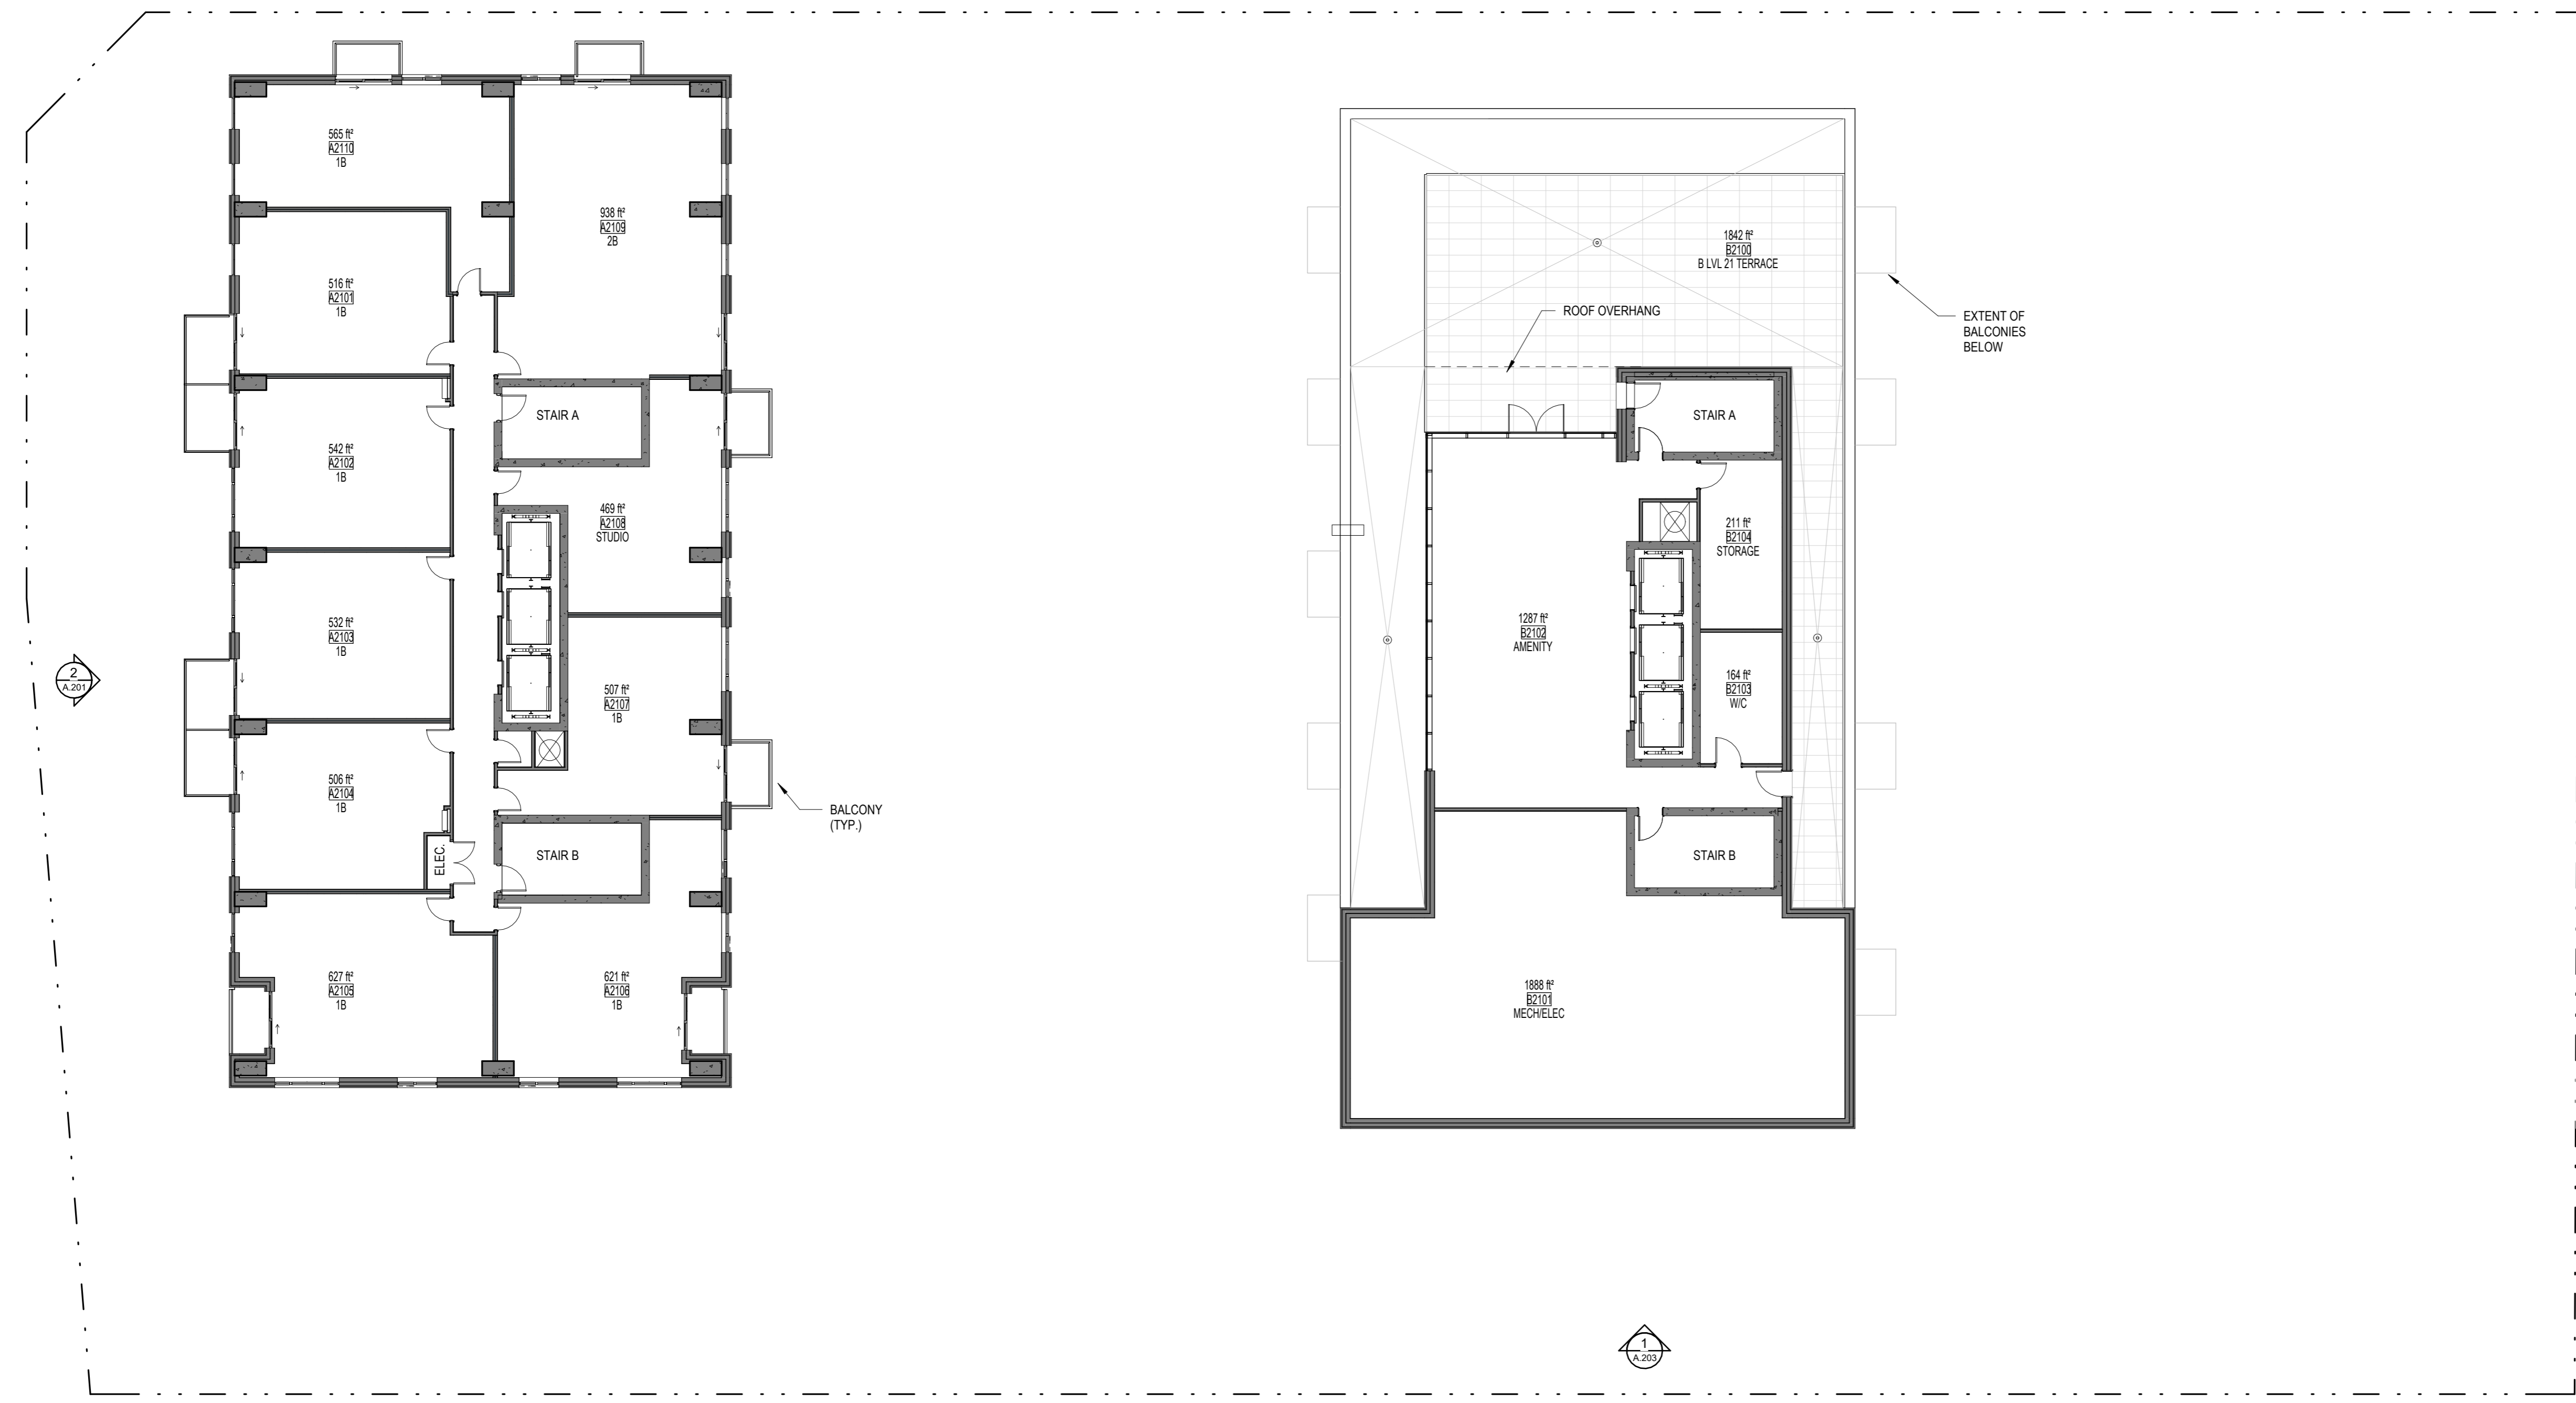 565 ft²
A2110
1B
938 ft²
A2109
2B
516 ft²
A2101
1B
STAIR A
542 ft²
A2102
1B
469 ft²
A2108
STUDIO
532 ft²
A2103
1B
507 ft²
A2107
1B
506 ft²
A2104
1B
ELEC.
STAIR B
BALCONY
(TYP.)
627 ft²
A2105
1B
621 ft²
A2106
1B
2
A.201
1842 ft²
B2100
B LVL 21 TERRACE
ROOF OVERHANG
EXTENT OF
BALCONIES
BELOW
STAIR A
211 ft²
B2104
STORAGE
1287 ft²
B2102
AMENITY
164 ft²
B2103
W/C
STAIR B
1888 ft²
B2101
MECH/ELEC
1
A.203